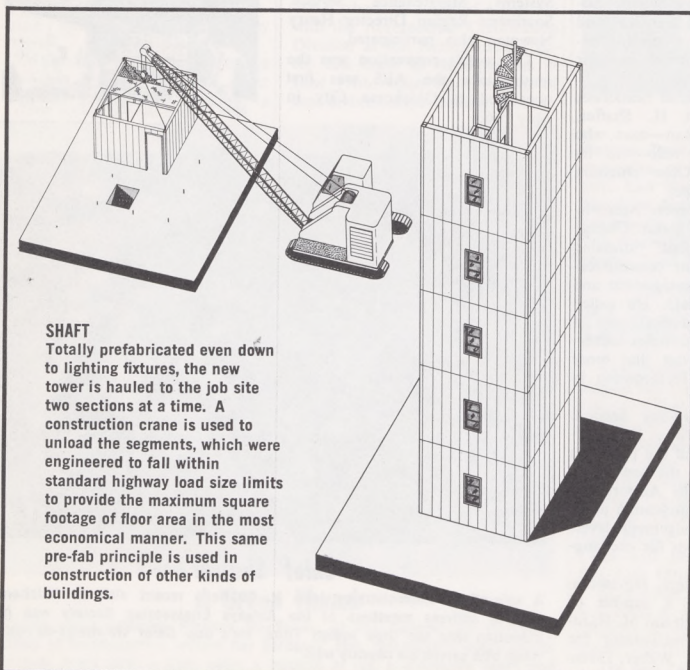 SHAFT
Totally prefabricated even down
to lighting fixtures, the new
tower is hauled to the job site
two sections at a time. A
construction crane is used to
unload the segments, which were
engineered to fall within
standard highway load size limits
to provide the maximum square
footage of floor area in the most
economical manner. This same
pre-fab principle is used in
construction of other kinds of
buildings.